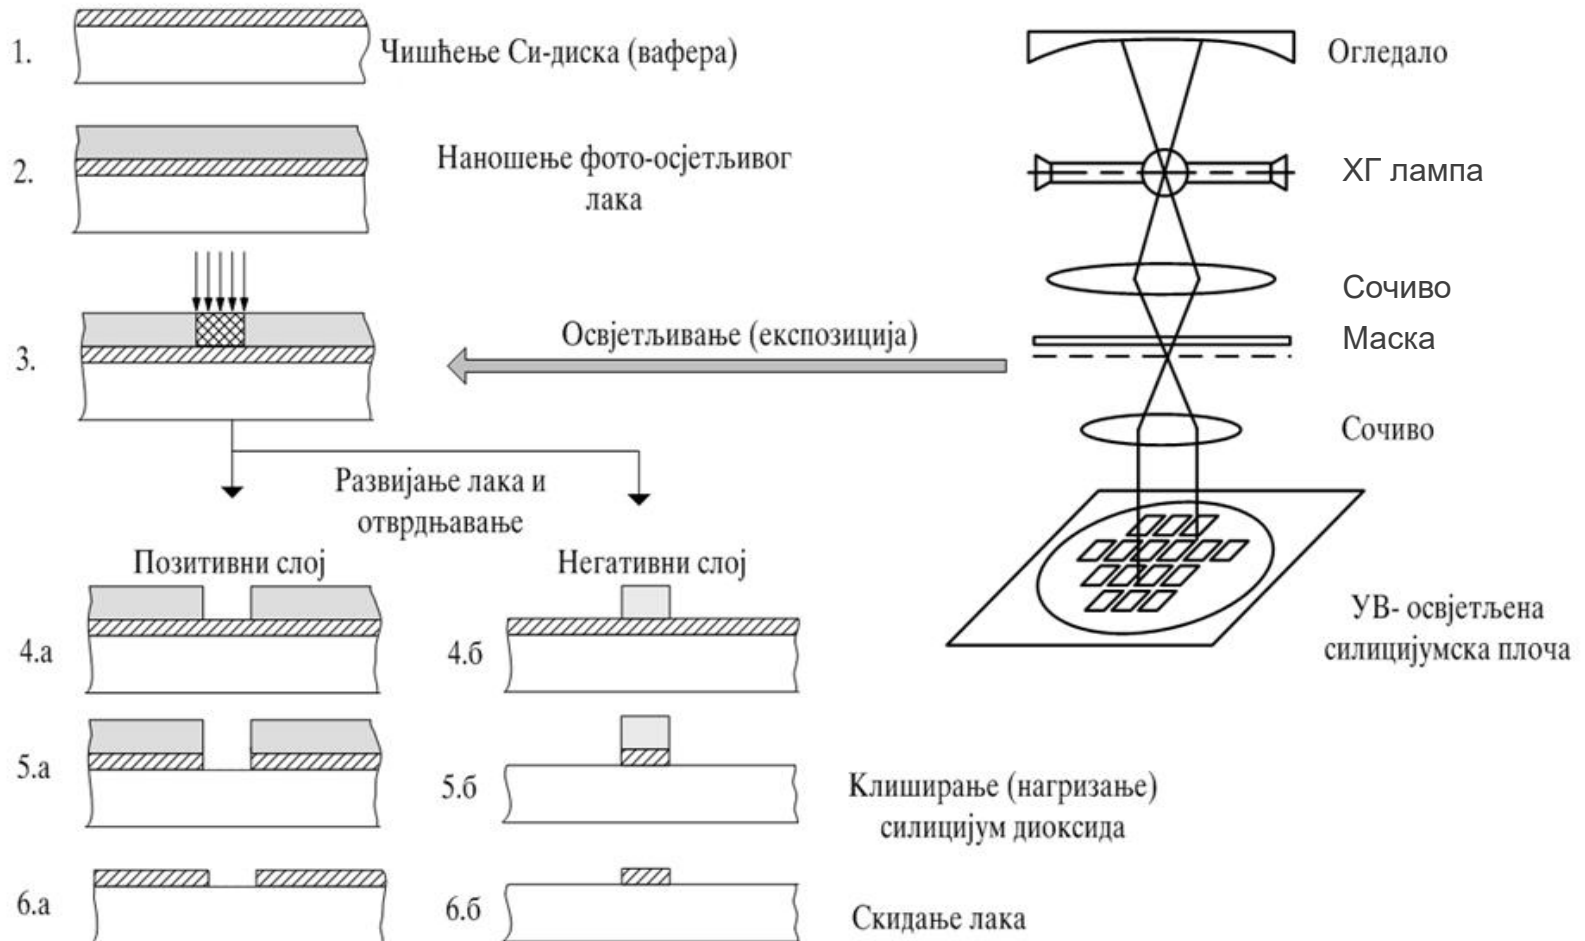 1.
Чишћење Си-диска (вафера)
2.
Наношење фото-осјетљивог
лака
3.
Освјетљивање (експозиција)
Развијање лака и
отврдњавање
Позитивни слој
Негативни слој
4.а
4.б
5.а
5.б
Клиширање (нагризање)
силицијум диоксида
6.а
6.б
Скидање лака
Огледало
ХГ лампа
Сочиво
Маска
Сочиво
УВ- освјетљена
силицијумска плоча